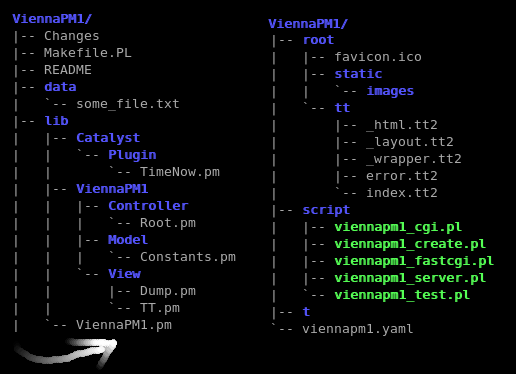 ViennaPM1/
|-- Changes
|-- Makefile.PL
|-- README
|-- data
|   `-- some_file.txt
|-- lib
|   |-- Catalyst
|   |   `-- Plugin
|   |       `-- TimeNow.pm
|   |-- ViennaPM1
|   |   |-- Controller
|   |   |   `-- Root.pm
|   |   |-- Model
|   |   |   `-- Constants.pm
|   |   `-- View
|   |       |-- Dump.pm
|   |       `-- TT.pm
|   `-- ViennaPM1.pm
ViennaPM1/
|-- root
|   |-- favicon.ico
|   |-- static
|   |   `-- images
|   `-- tt
|       |-- _html.tt2
|       |-- _layout.tt2
|       |-- _wrapper.tt2
|       |-- error.tt2
|       `-- index.tt2
|-- script
|   |-- viennapm1_cgi.pl
|   |-- viennapm1_create.pl
|   |-- viennapm1_fastcgi.pl
|   |-- viennapm1_server.pl
|   `-- viennapm1_test.pl
|-- t
`-- viennapm1.yaml